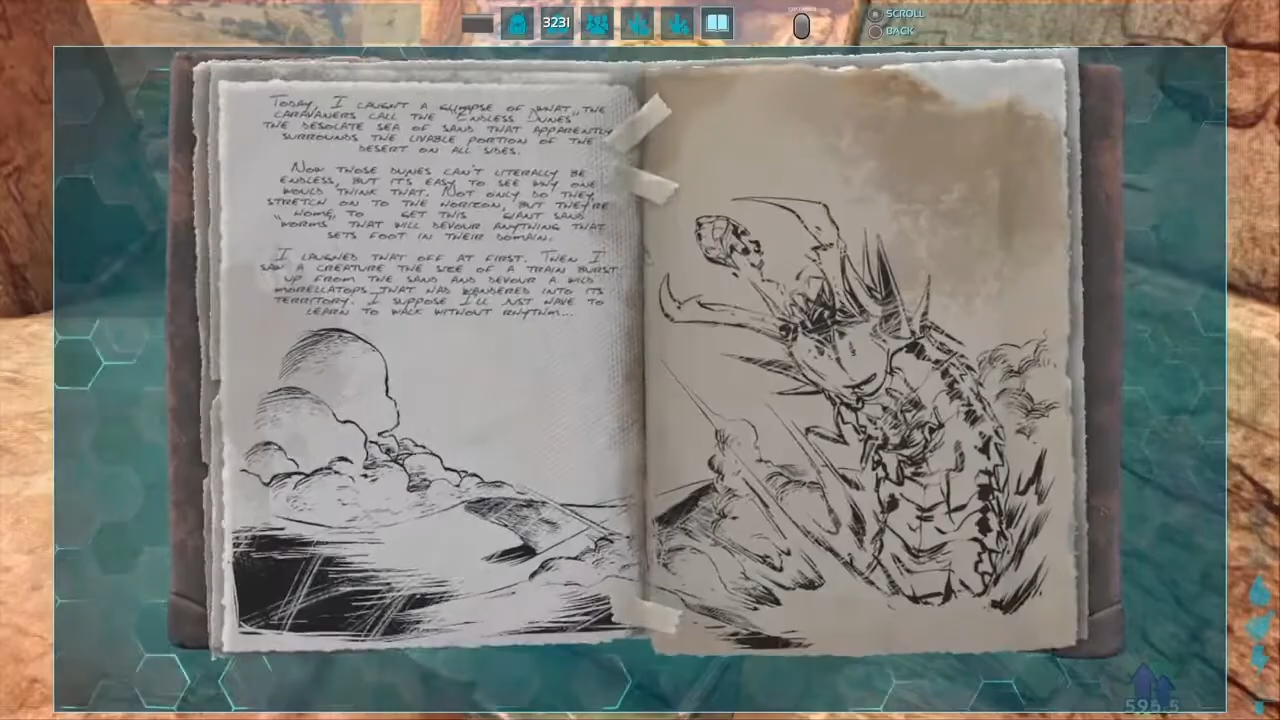 3231
SCROLL
BACK
TODAY, I CAUGHT A GLIMPSE OF WHAT THE
CARAVANERS CALL THE "ENDLESS DUNES"
THE DESOLATE SEA OF SAND THAT APPARENTLY
SURROUNDS THE LIVABLE PORTION OF THE
DESERT ON ALL SIDES.
NOW THOSE DUNES CAN'T LITERALLY BE
ENDLESS, BUT IT'S EASY TO SEE WHY ONE
WOULD THINK THAT. NOT ONLY DO THEY
STRETCH ON TO THE HORIZON, BUT THEY'RE
HOME, TO GET THIS GIANT SAND
"WORMS" THAT WILL DEVOUR ANYTHING THAT
SETS FOOT IN THEIR DOMAIN.
I LAUGHED THAT OFF AT FIRST. THEN I
SAW A CREATURE THE SIZE OF A TRAIN BURST
UP FROM THE SAND AND DEVOUR A WILD
MORELLATOPS THAT HAD WANDERED INTO ITS
TERRITORY. I SUPPOSE I'LL JUST HAVE TO
LEARN TO WALK WITHOUT RHYTHM...
595.5